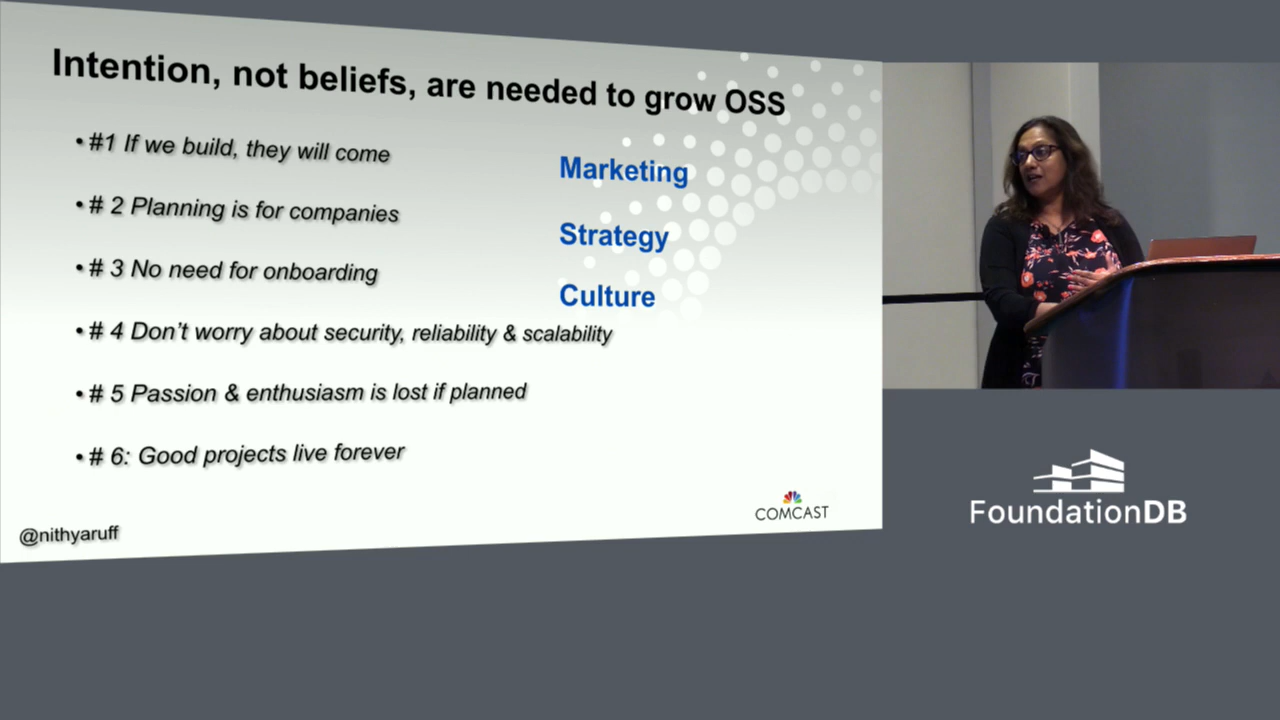 Intention, not beliefs, are needed to grow OSS
• #1 If we build, they will come
Marketing
• # 2 Planning is for companies
Strategy
• # 3 No need for onboarding
Culture
• # 4 Don't worry about security, reliability & scalability
• # 5 Passion & enthusiasm is lost if planned
• # 6: Good projects live forever
COMCAST
@nithyaruff
FoundationDB